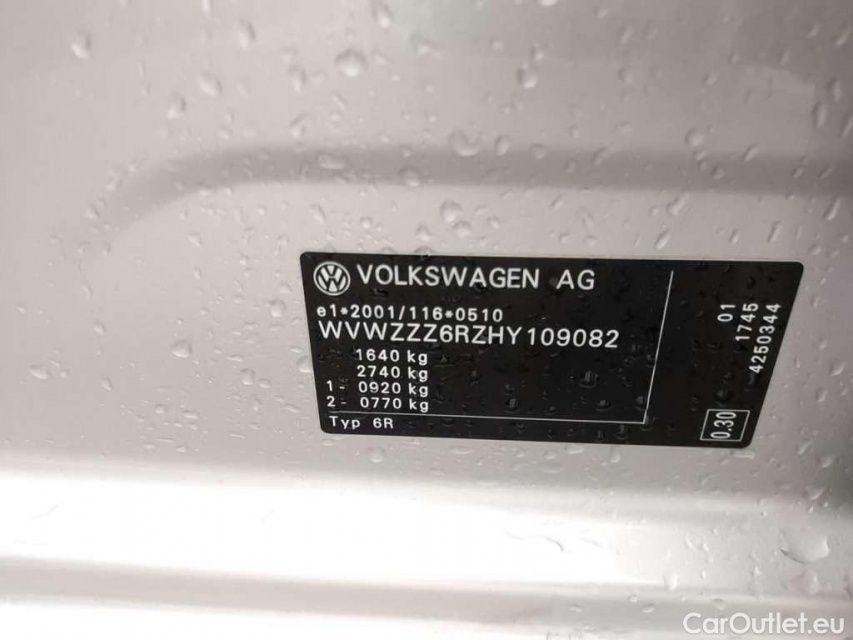 VOLKSWAGEN AG
e1*2001/116*0510
WVWZZZ6RZHY109082
1640 kg
2740 kg
1 - 0920 kg
2 - 0770 kg
Typ 6R
01
1745
4250344
0.30
CarOutlet.eu